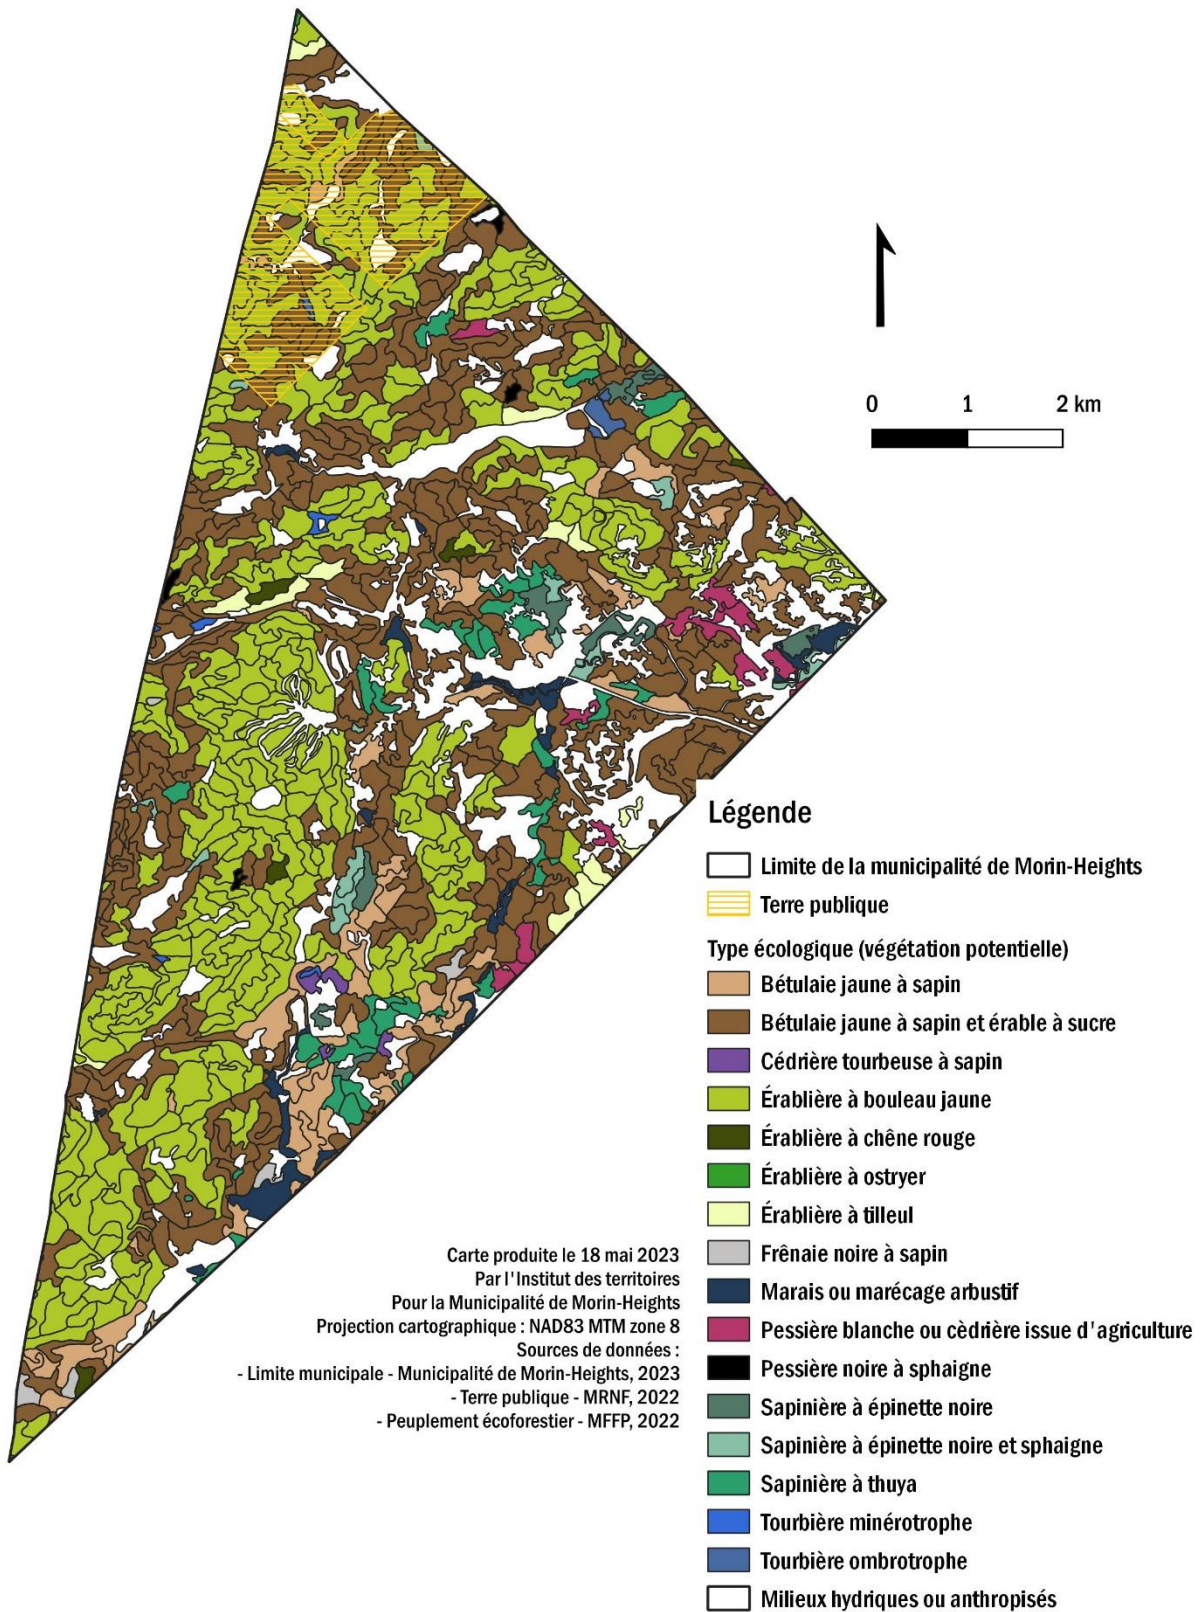 0 1 2 km
Légende
Limite de la municipalité de Morin-Heights
Terre publique
Type écologique (végétation potentielle)
Bétulaie jaune à sapin
Bétulaie jaune à sapin et érable à sucre
Cédrière tourbeuse à sapin
Érablière à bouleau jaune
Érablière à chêne rouge
Érablière à ostryer
Érablière à tilleul
Frênaie noire à sapin
Marais ou marécage arbustif
Pessière blanche ou cèdrière issue d'agriculture
Pessière noire à sphaigne
Sapinière à épinette noire
Sapinière à épinette noire et sphaigne
Sapinière à thuya
Tourbière minérotrophe
Tourbière ombrotrophe
Milieux hydriques ou anthropisés
Carte produite le 18 mai 2023
Par l'Institut des territoires
Pour la Municipalité de Morin-Heights
Projection cartographique : NAD83 MTM zone 8
Sources de données :
- Limite municipale - Municipalité de Morin-Heights, 2023
- Terre publique - MRNF, 2022
- Peuplement écoforestier - MFFP, 2022